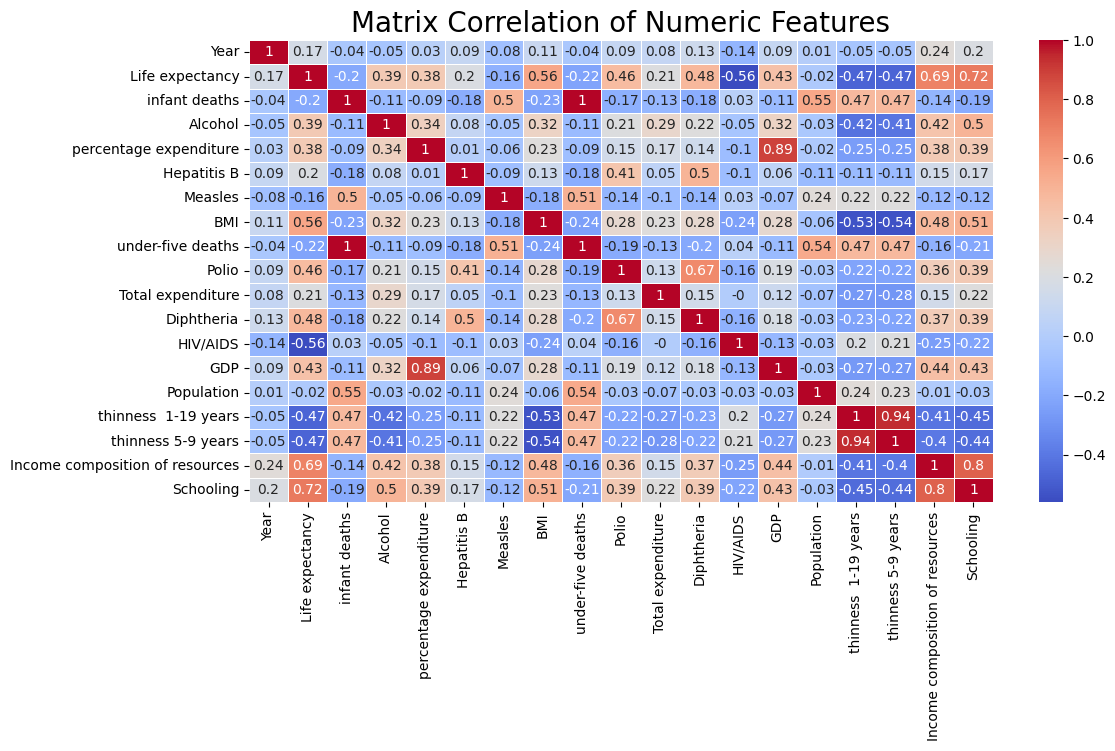 Matrix Correlation of Numeric Features
Year 1 0.17 -0.04 -0.05 0.03 0.09 -0.08 0.11 -0.04 0.09 0.08 0.13 -0.14 0.09 0.01 -0.05 -0.05 0.24 0.2
Life expectancy 0.17 1 -0.2 0.39 0.38 0.2 -0.16 0.56 -0.22 0.46 0.21 0.48 -0.56 0.43 -0.02 -0.47 -0.47 0.69 0.72
infant deaths -0.04 -0.2 1 -0.11 -0.09 -0.18 0.5 -0.23 1 -0.17 -0.13 -0.18 0.03 -0.11 0.55 0.47 0.47 -0.14 -0.19
Alcohol -0.05 0.39 -0.11 1 0.34 0.08 -0.05 0.32 -0.11 0.21 0.29 0.22 -0.05 0.32 -0.03 -0.42 -0.41 0.42 0.5
percentage expenditure 0.03 0.38 -0.09 0.34 1 0.01 -0.06 0.23 -0.09 0.15 0.17 0.14 -0.1 0.89 -0.02 -0.25 -0.25 0.38 0.39
Hepatitis B 0.09 0.2 -0.18 0.08 0.01 1 -0.09 0.13 -0.18 0.41 0.05 0.5 -0.1 0.06 -0.11 -0.11 -0.11 0.15 0.17
Measles -0.08 -0.16 0.5 -0.05 -0.06 -0.09 1 -0.18 0.51 -0.14 -0.1 -0.14 0.03 -0.07 0.24 0.22 0.22 -0.12 -0.12
BMI 0.11 0.56 -0.23 0.32 0.23 0.13 -0.18 1 -0.24 0.28 0.23 0.28 -0.24 0.28 -0.06 -0.53 -0.54 0.48 0.51
under-five deaths -0.04 -0.22 1 -0.11 -0.09 -0.18 0.51 -0.24 1 -0.19 -0.13 -0.2 0.04 -0.11 0.54 0.47 0.47 -0.16 -0.21
Polio 0.09 0.46 -0.17 0.21 0.15 0.41 -0.14 0.28 -0.19 1 0.13 0.67 -0.16 0.19 -0.03 -0.22 -0.22 0.36 0.39
Total expenditure 0.08 0.21 -0.13 0.29 0.17 0.05 -0.1 0.23 -0.13 0.13 1 0.15 -0 0.12 -0.07 -0.27 -0.28 0.15 0.22
Diphtheria 0.13 0.48 -0.18 0.22 0.14 0.5 -0.14 0.28 -0.2 0.67 0.15 1 -0.16 0.18 -0.03 -0.23 -0.22 0.37 0.39
HIV/AIDS -0.14 -0.56 0.03 -0.05 -0.1 -0.1 0.03 -0.24 0.04 -0.16 -0 -0.16 1 -0.13 -0.03 0.2 0.21 -0.25 -0.22
GDP 0.09 0.43 -0.11 0.32 0.89 0.06 -0.07 0.28 -0.11 0.19 0.12 0.18 -0.13 1 -0.03 -0.27 -0.27 0.44 0.43
Population 0.01 -0.02 0.55 -0.03 -0.02 -0.11 0.24 -0.06 0.54 -0.03 -0.07 -0.03 -0.03 -0.03 1 0.24 0.23 -0.01 -0.03
thinness  1-19 years -0.05 -0.47 0.47 -0.42 -0.25 -0.11 0.22 -0.53 0.47 -0.22 -0.27 -0.23 0.2 -0.27 0.24 1 0.94 -0.41 -0.45
thinness 5-9 years -0.05 -0.47 0.47 -0.41 -0.25 -0.11 0.22 -0.54 0.47 -0.22 -0.28 -0.22 0.21 -0.27 0.23 0.94 1 -0.4 -0.44
Income composition of resources 0.24 0.69 -0.14 0.42 0.38 0.15 -0.12 0.48 -0.16 0.36 0.15 0.37 -0.25 0.44 -0.01 -0.41 -0.4 1 0.8
Schooling 0.2 0.72 -0.19 0.5 0.39 0.17 -0.12 0.51 -0.21 0.39 0.22 0.39 -0.22 0.43 -0.03 -0.45 -0.44 0.8 1
Year
Life expectancy
infant deaths
Alcohol
percentage expenditure
Hepatitis B
Measles
BMI
under-five deaths
Polio
Total expenditure
Diphtheria
HIV/AIDS
GDP
Population
thinness  1-19 years
thinness 5-9 years
Income composition of resources
Schooling
1.0
0.8
0.6
0.4
0.2
0.0
−0.2
−0.4